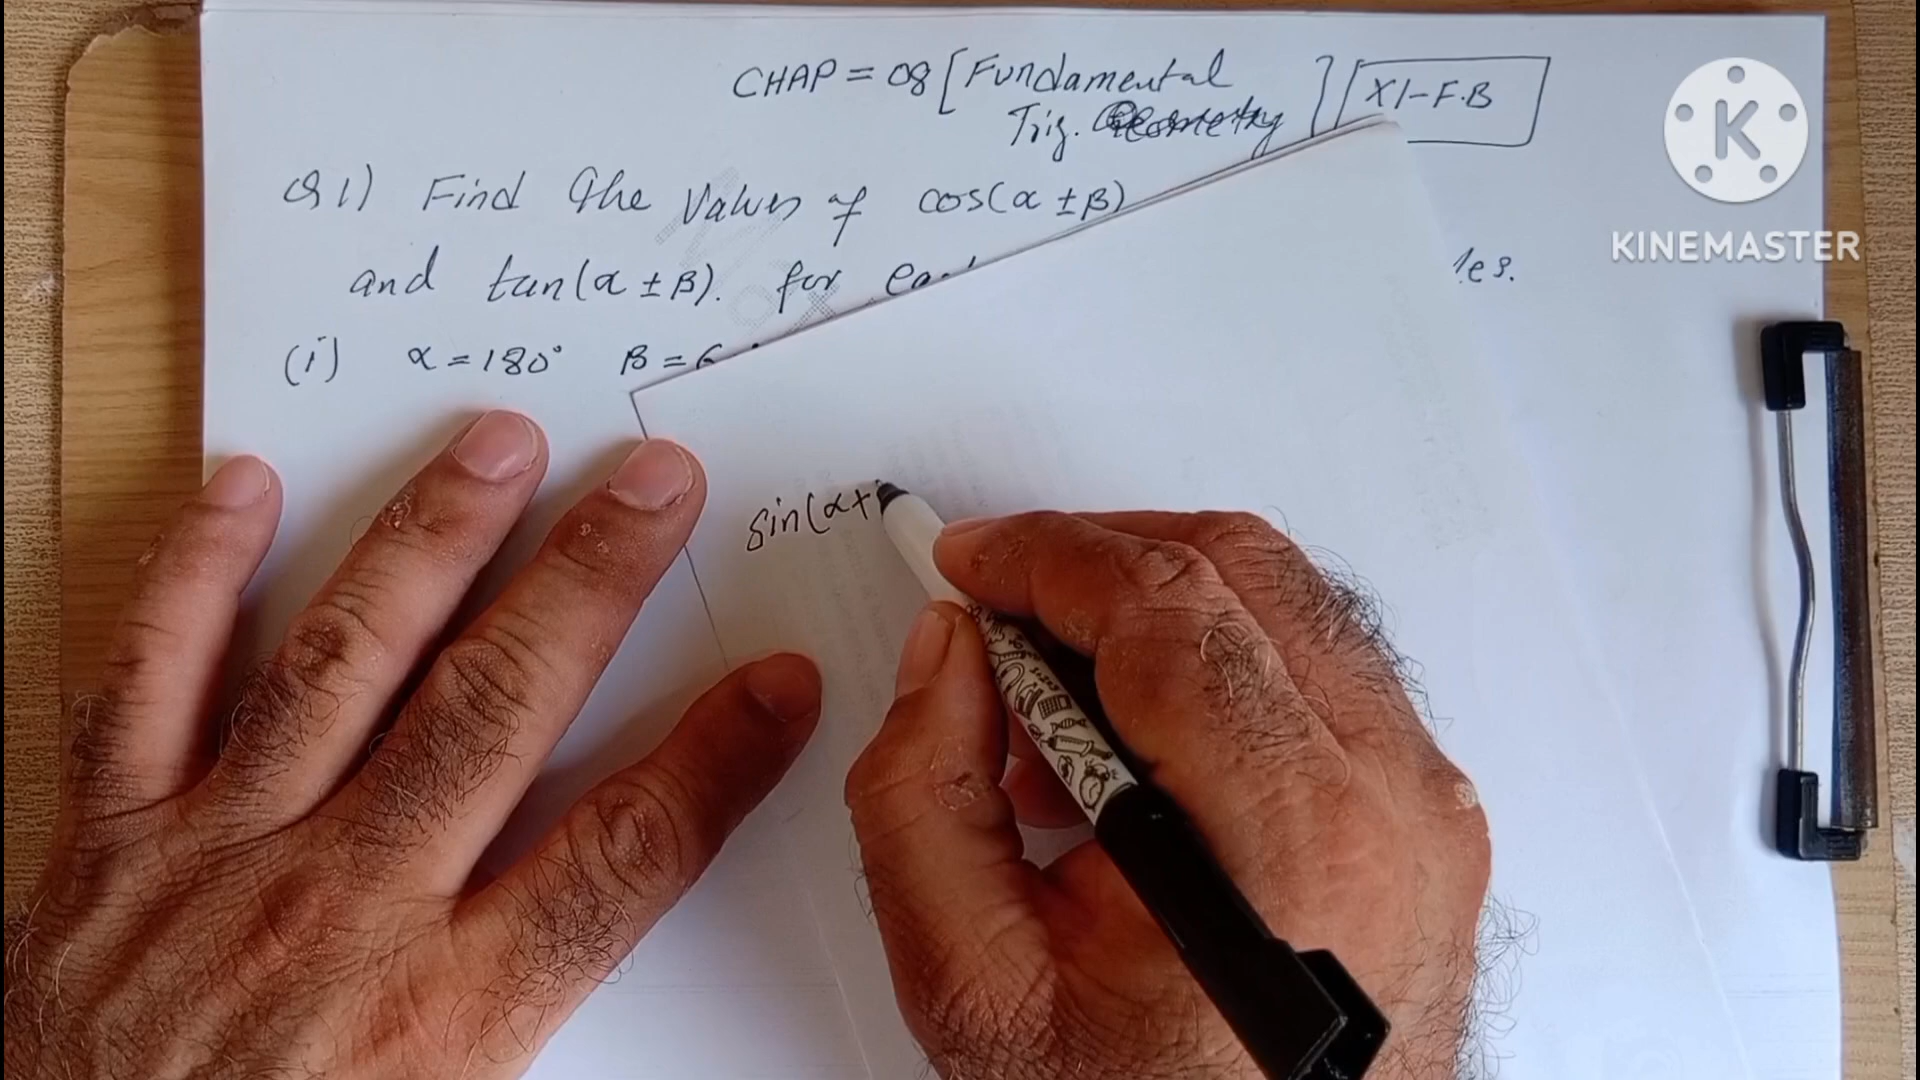 CHAP = 08 [Fundamental
Trig. ] [XI-F.B]
Q1) Find the values of cos(α ± β)
and tan(α ± β). for
(i) α = 180° β =
sin(α +
K
KINEMASTER